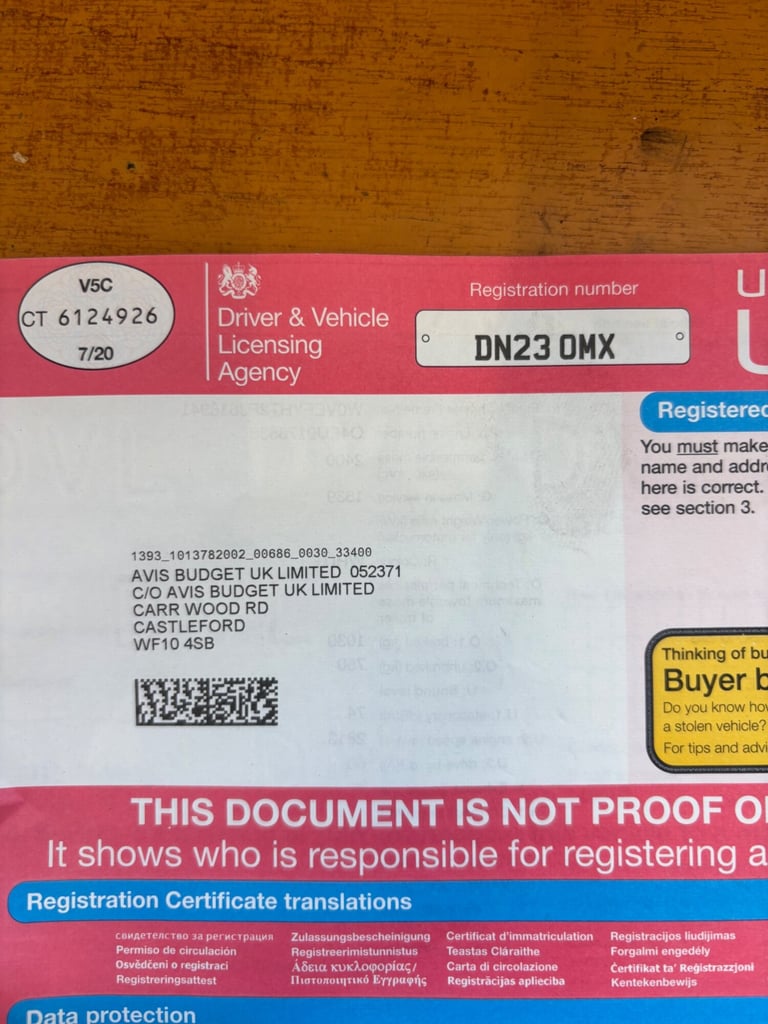 V5C
CT 6124926
7/20
Driver & Vehicle
Licensing
Agency
Registration number
DN23 OMX
Registered
You must make
name and addr
here is correct.
see section 3.
1393_1013782002_00686_0030_33400
AVIS BUDGET UK LIMITED 052371
C/O AVIS BUDGET UK LIMITED
CARR WOOD RD
CASTLEFORD
WF10 4SB
Thinking of bu
Buyer b
Do you know how
a stolen vehicle?
For tips and advi
THIS DOCUMENT IS NOT PROOF O
It shows who is responsible for registering a
Registration Certificate translations
свидетелство за регистрация
Permiso de circulación
Osvědčeni o registraci
Registreringsattest
Zulassungsbescheinigung
Registreerimistunnistus
Άδεια κυκλοφορίας/
Πιστοποιητικό Εγγραφής
Certificat d'immatriculation
Teastas Cláraithe
Carta di circolazione
Registrācijas apliecība
Registracijos liudijimas
Forgalmi engedély
Ċertifikat ta' Reġistrazzjoni
Kentekenbewijs
Data protection